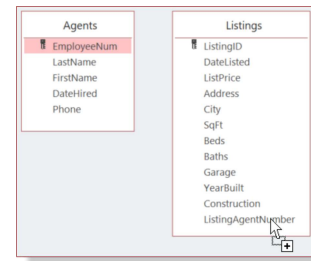 Agents
EmployeeNum
LastName
FirstName
DateHired
Phone
Listings
ListingID
DateListed
ListPrice
Address
City
SqFt
Beds
Baths
Garage
YearBuilt
Construction
ListingAgentNumber